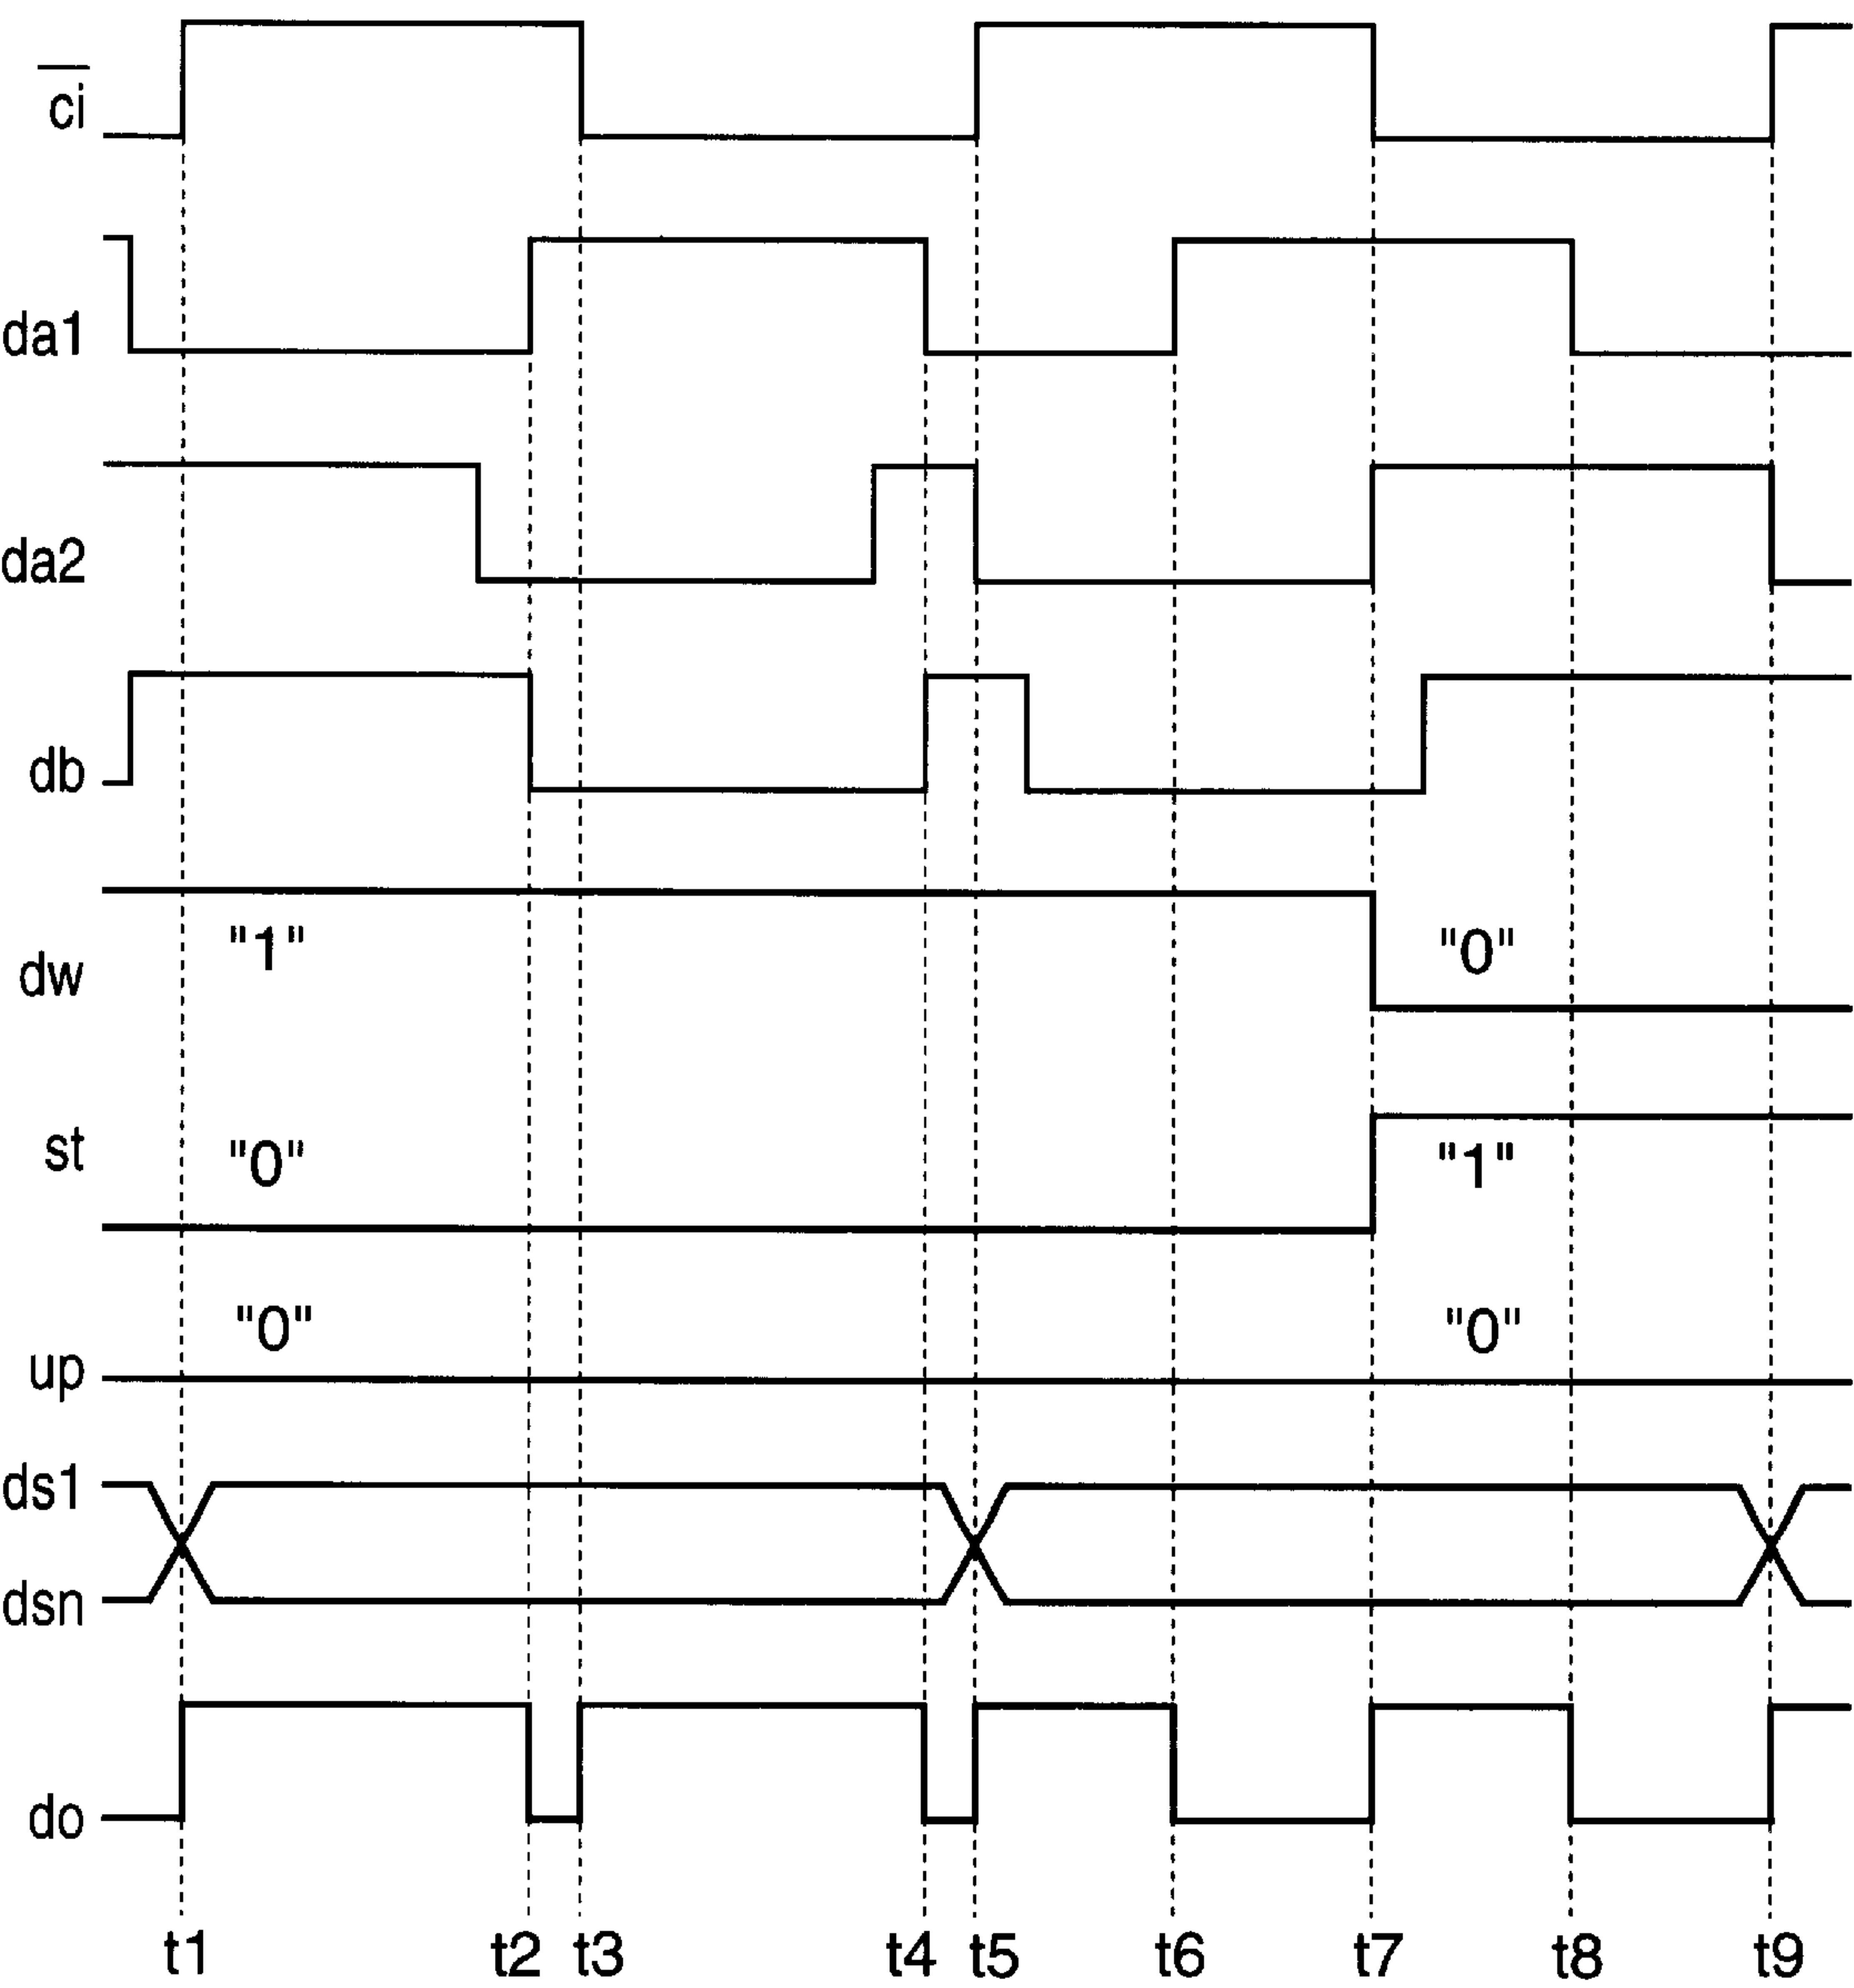 c̅i̅
da1
da2
db
"1" "0"
dw
st
"0" "1"
"0" "0"
up
ds1
dsn
do
t1 t2 t3 t4 t5 t6 t7 t8 t9